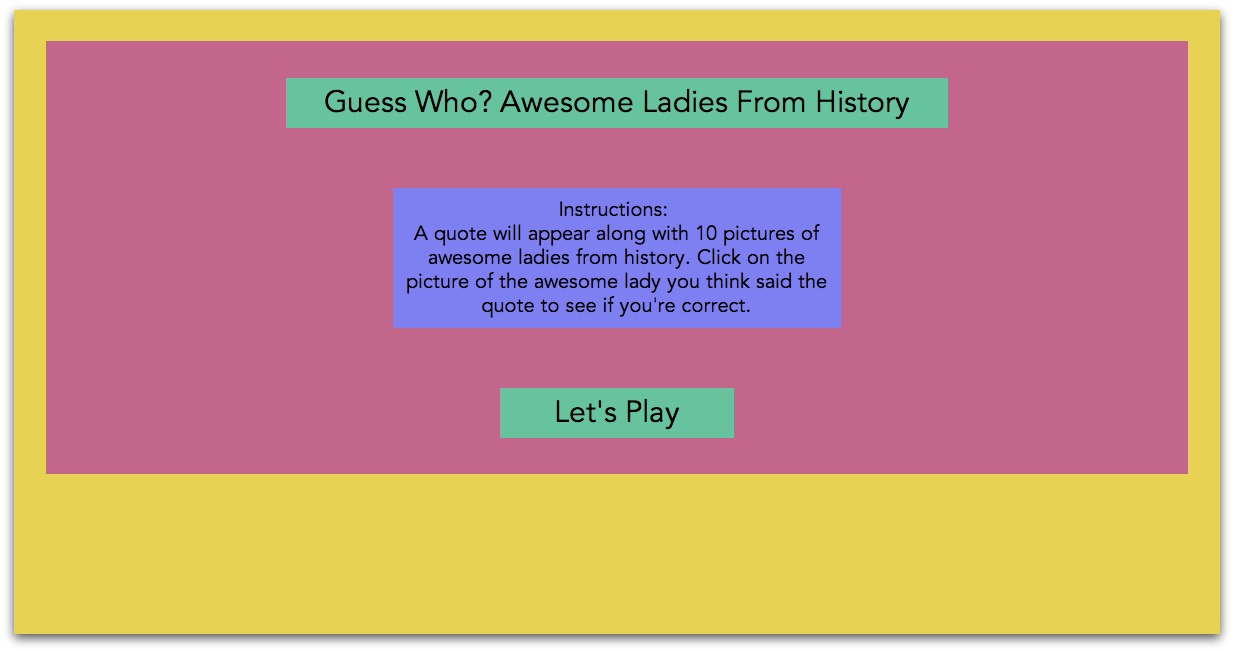 Guess Who? Awesome Ladies From History
Instructions:
A quote will appear along with 10 pictures of
awesome ladies from history. Click on the
picture of the awesome lady you think said the
quote to see if you're correct.
Let's Play